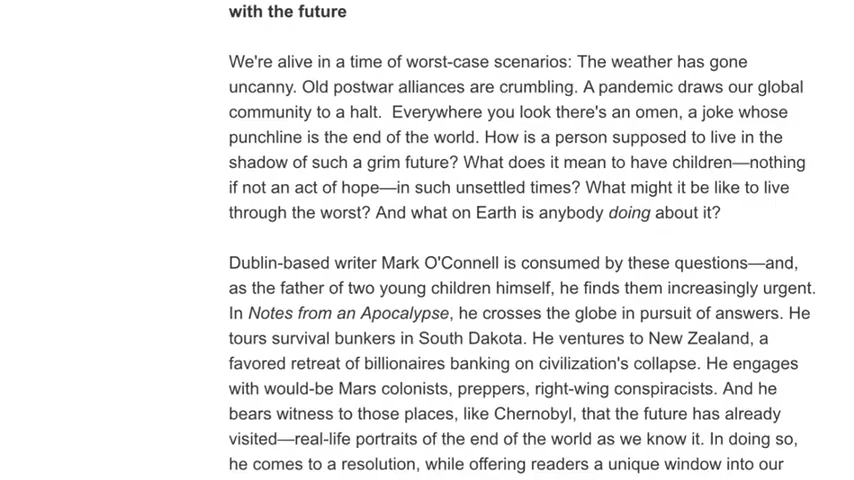 with the future
We're alive in a time of worst-case scenarios: The weather has gone
uncanny. Old postwar alliances are crumbling. A pandemic draws our global
community to a halt.  Everywhere you look there's an omen, a joke whose
punchline is the end of the world. How is a person supposed to live in the
shadow of such a grim future? What does it mean to have children—nothing
if not an act of hope—in such unsettled times? What might it be like to live
through the worst? And what on Earth is anybody doing about it?
Dublin-based writer Mark O'Connell is consumed by these questions—and,
as the father of two young children himself, he finds them increasingly urgent.
In Notes from an Apocalypse, he crosses the globe in pursuit of answers. He
tours survival bunkers in South Dakota. He ventures to New Zealand, a
favored retreat of billionaires banking on civilization's collapse. He engages
with would-be Mars colonists, preppers, right-wing conspiracists. And he
bears witness to those places, like Chernobyl, that the future has already
visited—real-life portraits of the end of the world as we know it. In doing so,
he comes to a resolution, while offering readers a unique window into our